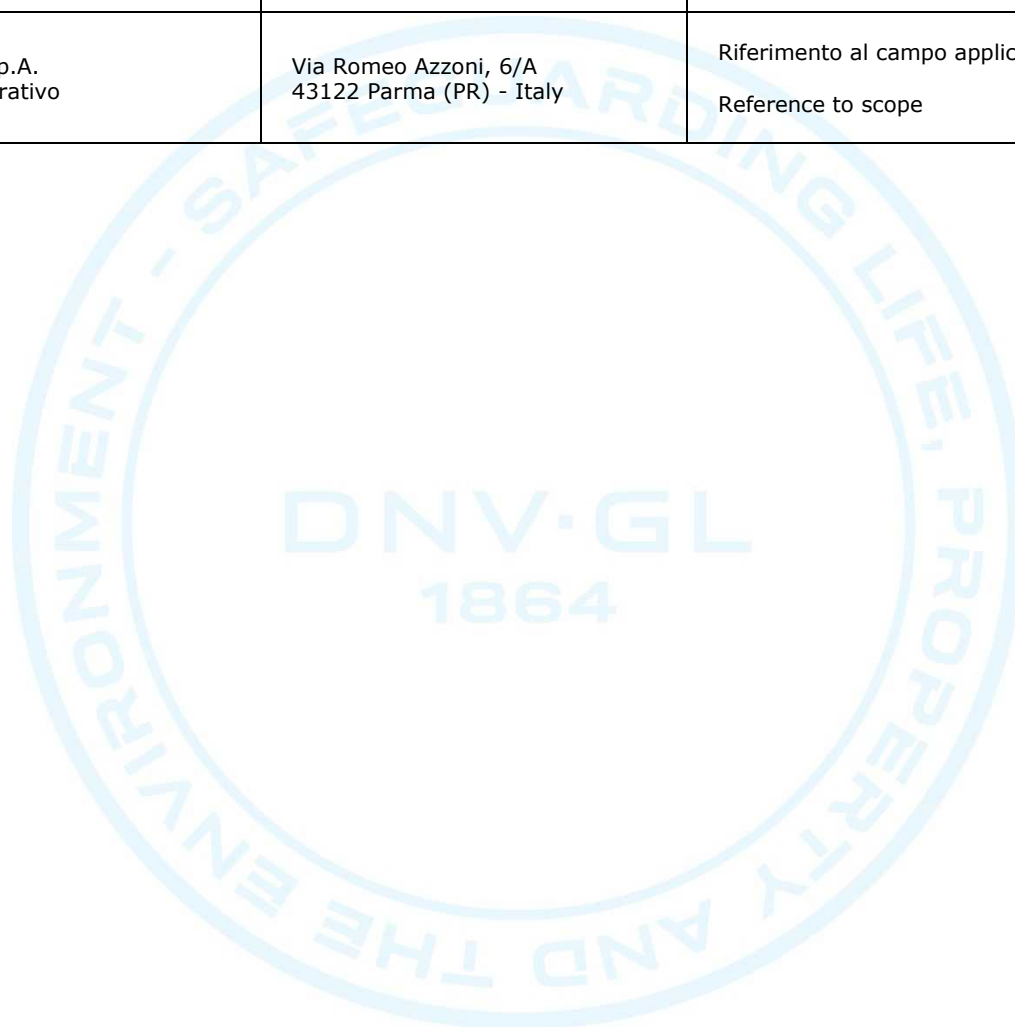 p.A.
rativo
Via Romeo Azzoni, 6/A
43122 Parma (PR) - Italy
Riferimento al campo applic
Reference to scope
SAFEGUARDING LIFE, PROPERTY AND THE ENVIRONMENT -
DNV·GL
1864